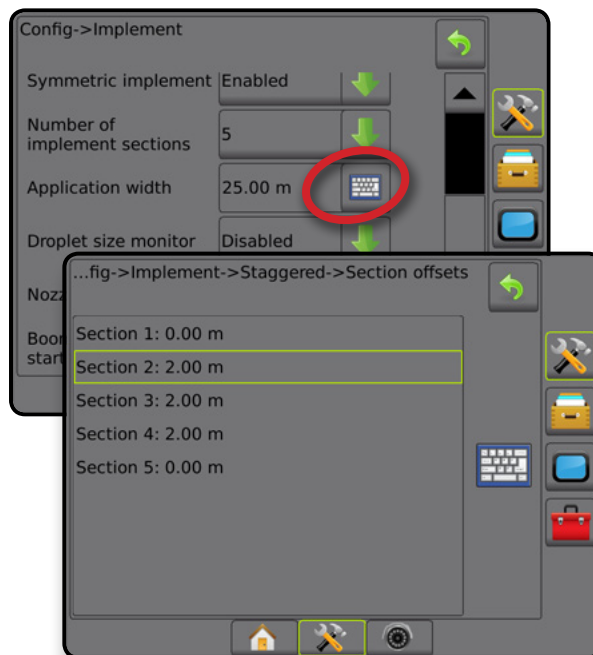 Config->Implement
Symmetric implement Enabled
Number of
implement sections 5
Application width 25.00 m
Droplet size monitor Disabled
...fig->Implement->Staggered->Section offsets
Section 1: 0.00 m
Section 2: 2.00 m
Section 3: 2.00 m
Section 4: 2.00 m
Section 5: 0.00 m